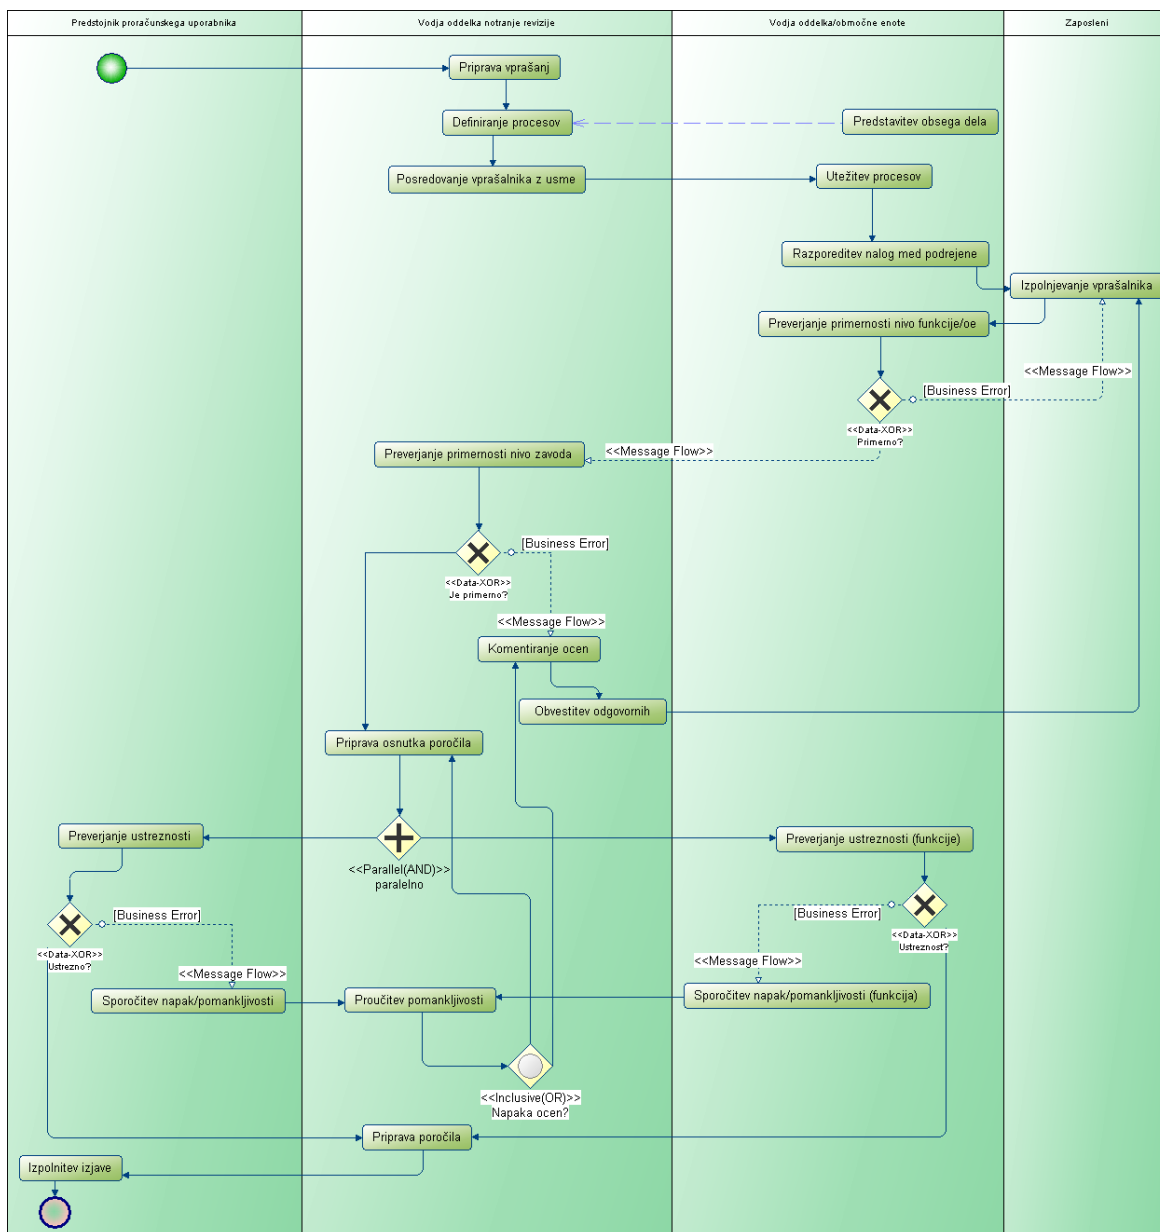 Predstojnik proračunskega uporabnika
Vodja oddelka notranje revizije
Vodja oddelka/območne enote
Zaposleni
Priprava vprašanj
Definiranje procesov
Predstavitev obsega dela
Posredovanje vprašalnika z usme
Utežitev procesov
Razporeditev nalog med podrejene
Izpolnjevanje vprašalnika
Preverjanje primernosti nivo funkcije/oe
<<Message Flow>>
[Business Error]
<<Data-XOR>>
Primerno?
Preverjanje primernosti nivo zavoda
<<Message Flow>>
[Business Error]
<<Data-XOR>>
Je primerno?
<<Message Flow>>
Komentiranje ocen
Obvestitev odgovornih
Priprava osnutka poročila
Preverjanje ustreznosti
Preverjanje ustreznosti (funkcije)
<<Parallel(AND)>>
paralelno
[Business Error]
[Business Error]
<<Data-XOR>>
Ustrezno?
<<Data-XOR>>
Ustreznost?
<<Message Flow>>
<<Message Flow>>
Sporočitev napak/pomankljivosti
Proučitev pomankljivosti
Sporočitev napak/pomankljivosti (funkcija)
<<Inclusive(OR)>>
Napaka ocen?
Priprava poročila
Izpolnitev izjave